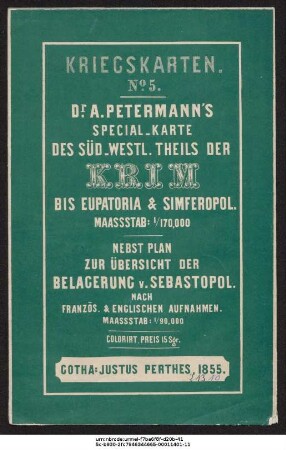 KRIEGSKARTEN.
No. 5.
Dr. A. PETERMANN'S
SPECIAL-KARTE
DES SÜD-WESTL. THEILS DER
KRIM
BIS EUPATORIA & SIMFEROPOL.
MAASSSTAB: 1/170,000
NEBST PLAN
ZUR ÜBERSICHT DER
BELAGERUNG v. SEBASTOPOL.
NACH
FRANZÖS. & ENGLISCHEN AUFNAHMEN.
MAASSSTAB: 1/99,000
COLORIRT. PREIS 15 Sgr.
GOTHA: JUSTUS PERTHES, 1855.